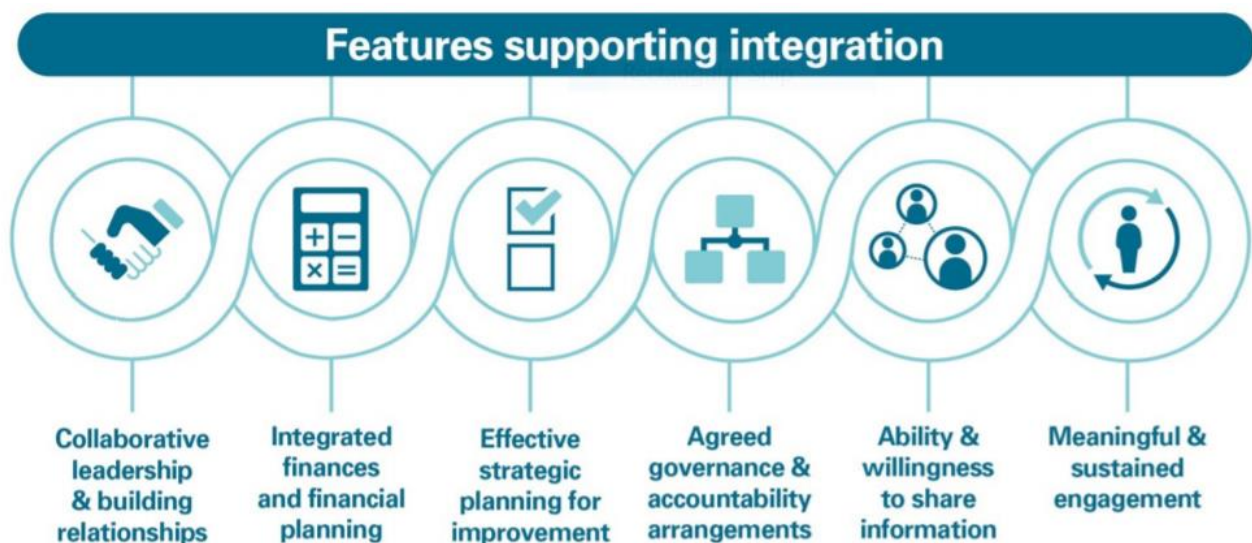 Features supporting integration
Collaborative
leadership
& building
relationships
Integrated
finances
and financial
planning
Effective
strategic
planning for
improvement
Agreed
governance &
accountability
arrangements
Ability &
willingness
to share
information
Meaningful &
sustained
engagement